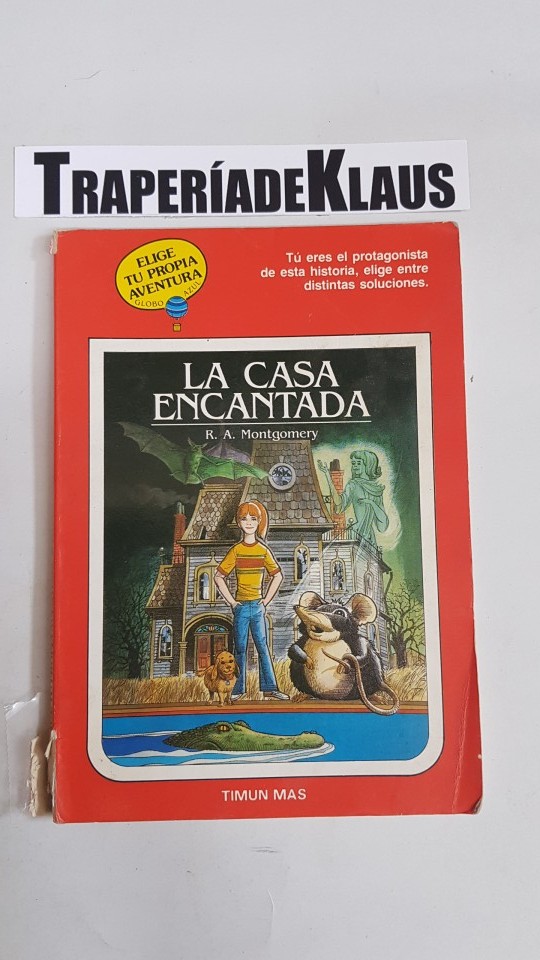 TRAPERÍADEKLAUS
ELIGE
TU PROPIA
AVENTURA
GLOBO AZUL
Tú eres el protagonista
de esta historia, elige entre
distintas soluciones.
LA CASA
ENCANTADA
R. A. Montgomery
TIMUN MAS